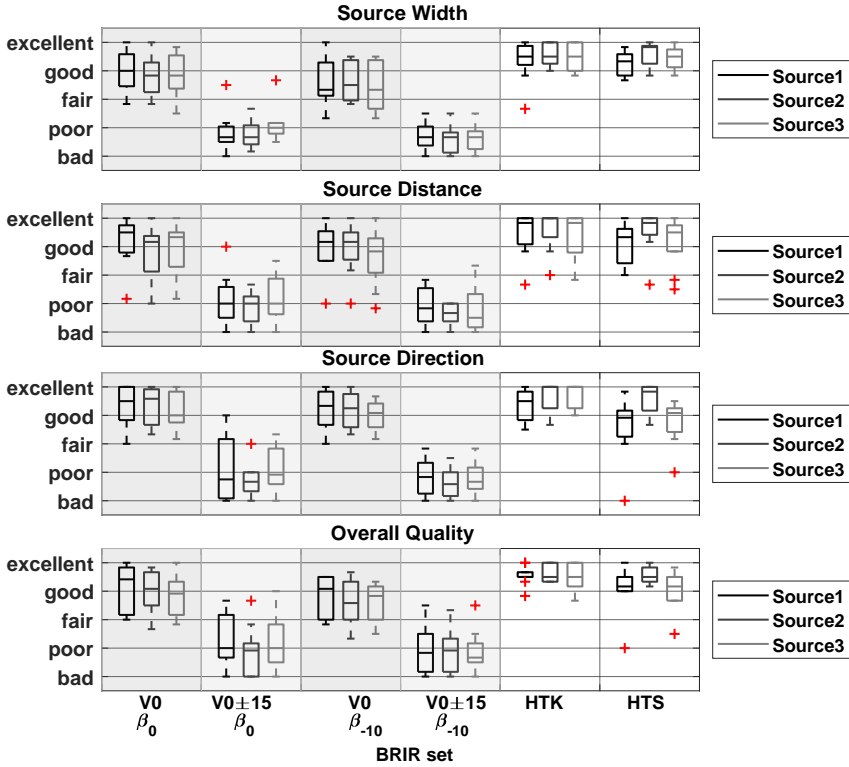 Source Width
excellent
good
fair
poor
bad
Source1
Source2
Source3
Source Distance
excellent
good
fair
poor
bad
Source1
Source2
Source3
Source Direction
excellent
good
fair
poor
bad
Source1
Source2
Source3
Overall Quality
excellent
good
fair
poor
bad
Source1
Source2
Source3
V0 V0±15 V0 V0±15 HTK HTS
β0 β0 β-10 β-10
BRIR set